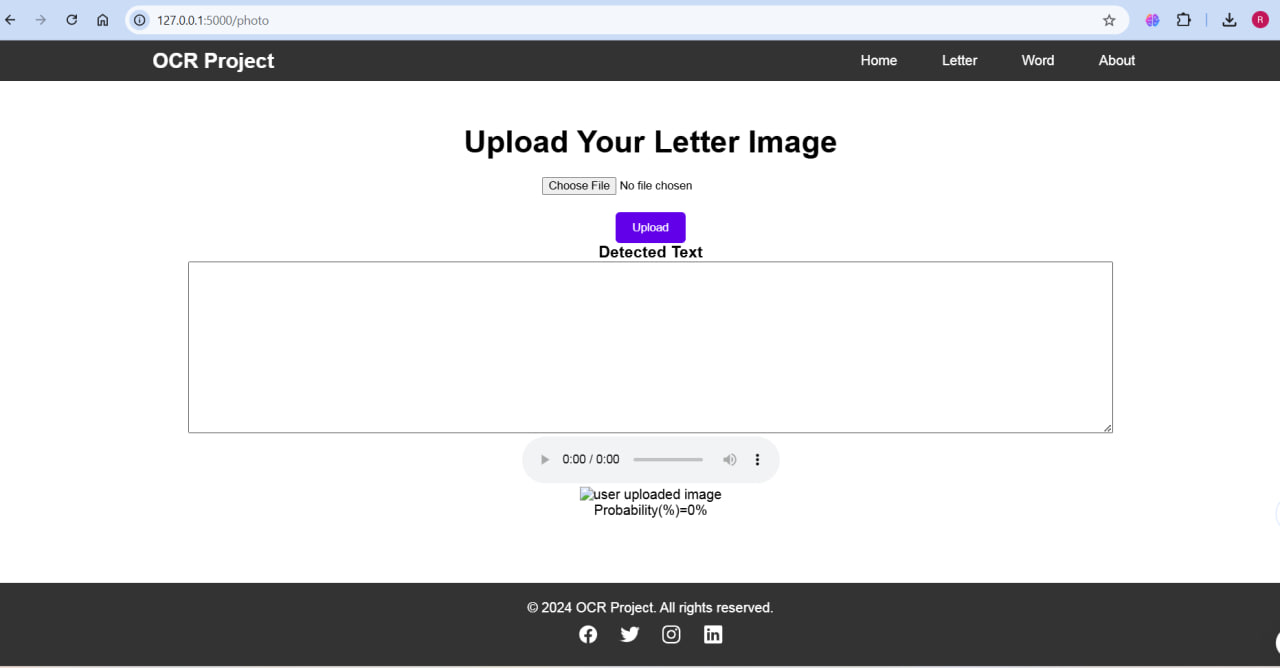 127.0.0.1:5000/photo
R
OCR Project
Home Letter Word About
Upload Your Letter Image
Choose File No file chosen
Upload
Detected Text
0:00 / 0:00
user uploaded image
Probability(%)=0%
© 2024 OCR Project. All rights reserved.